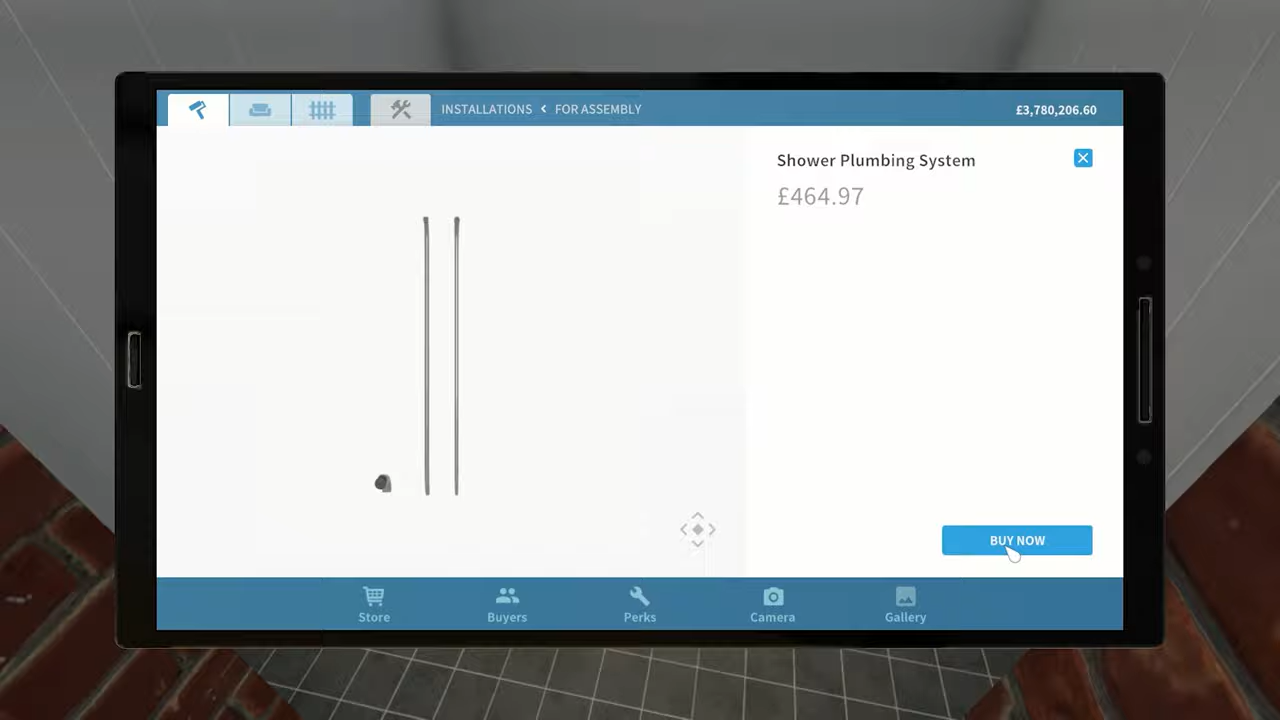 INSTALLATIONS < FOR ASSEMBLY
£3,780,206.60
Shower Plumbing System
£464.97
BUY NOW
Store
Buyers
Perks
Camera
Gallery